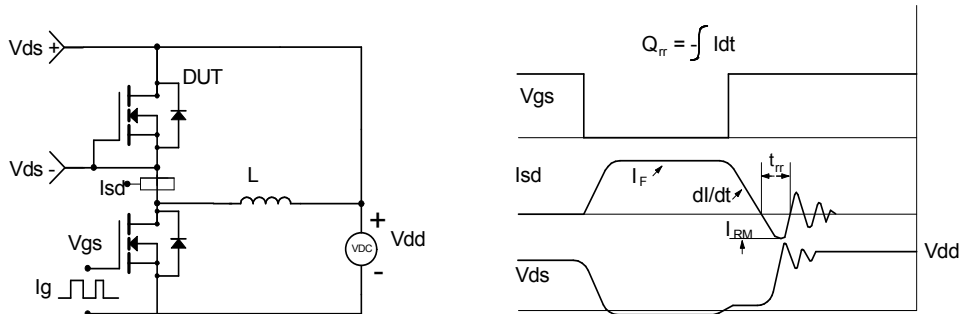 Vds +
DUT
Vds -
Isd
L
Vgs
Ig
+
VDC
-
Vdd
Qrr = -∫ Idt
Vgs
Isd
IF
dI/dt
trr
IRM
Vds
Vdd